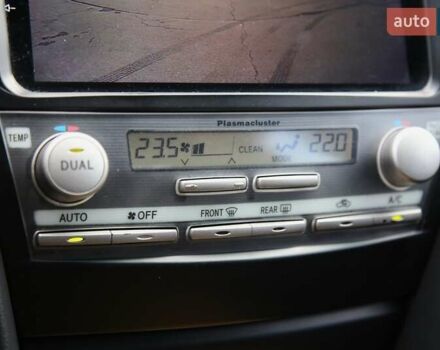 auto
Plasmacluster
TEMP
23.5
CLEAN
MODE
22.0
DUAL
AUTO
OFF
FRONT
REAR
A/C